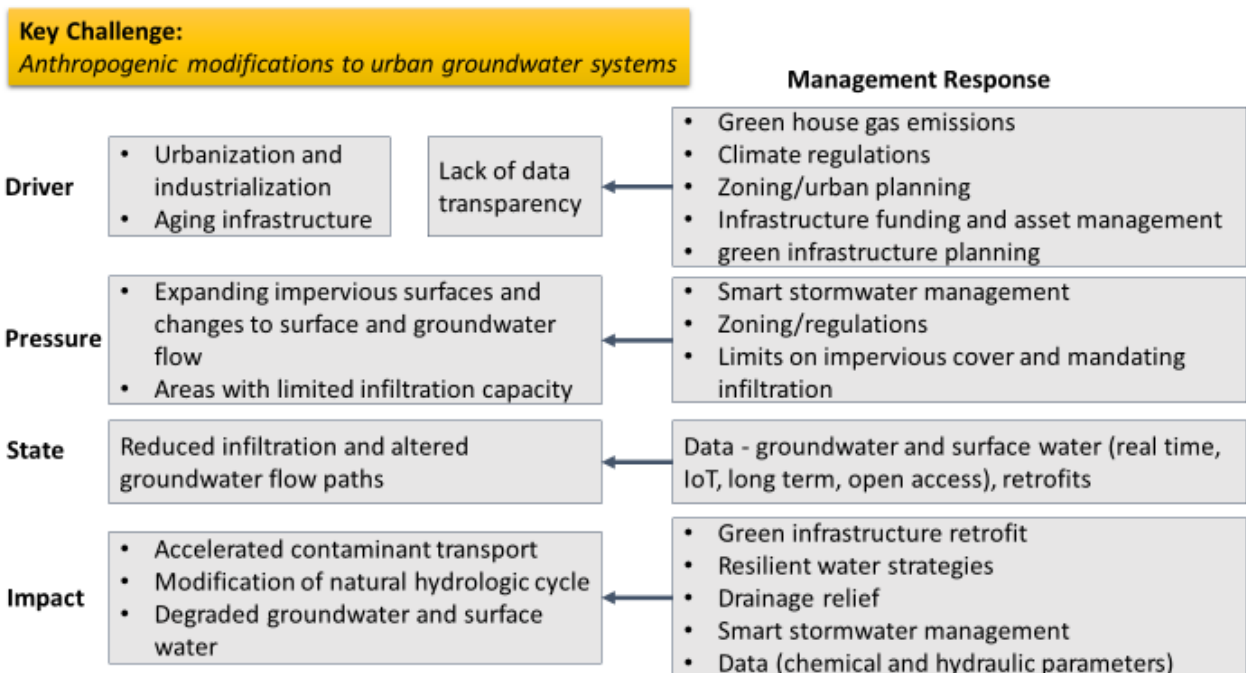 Key Challenge:
Anthropogenic modifications to urban groundwater systems
Management Response
Driver
• Urbanization and
industrialization
• Aging infrastructure
Lack of data
transparency
• Green house gas emissions
• Climate regulations
• Zoning/urban planning
• Infrastructure funding and asset management
• green infrastructure planning
Pressure
• Expanding impervious surfaces and
changes to surface and groundwater
flow
• Areas with limited infiltration capacity
• Smart stormwater management
• Zoning/regulations
• Limits on impervious cover and mandating
infiltration
State
Reduced infiltration and altered
groundwater flow paths
Data - groundwater and surface water (real time,
IoT, long term, open access), retrofits
Impact
• Accelerated contaminant transport
• Modification of natural hydrologic cycle
• Degraded groundwater and surface
water
• Green infrastructure retrofit
• Resilient water strategies
• Drainage relief
• Smart stormwater management
• Data (chemical and hydraulic parameters)